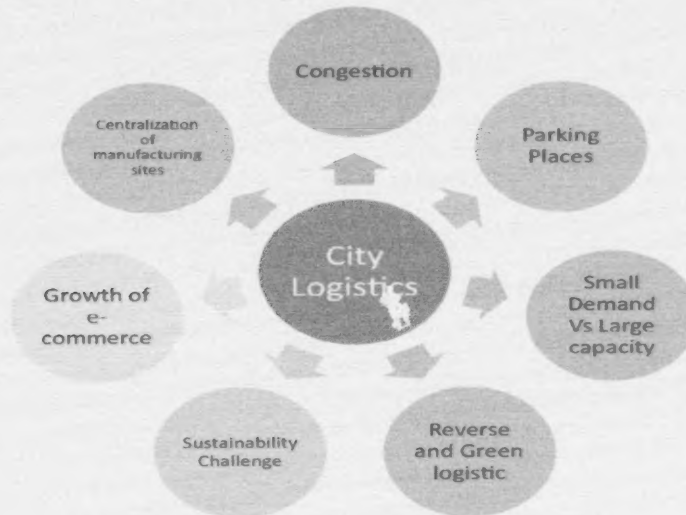 Congestion
Parking
Places
Small
Demand
Vs Large
capacity
Reverse
and Green
logistic
Sustainability
Challenge
Growth of
e-
commerce
Centralization
of
manufacturing
sites
City
Logistics